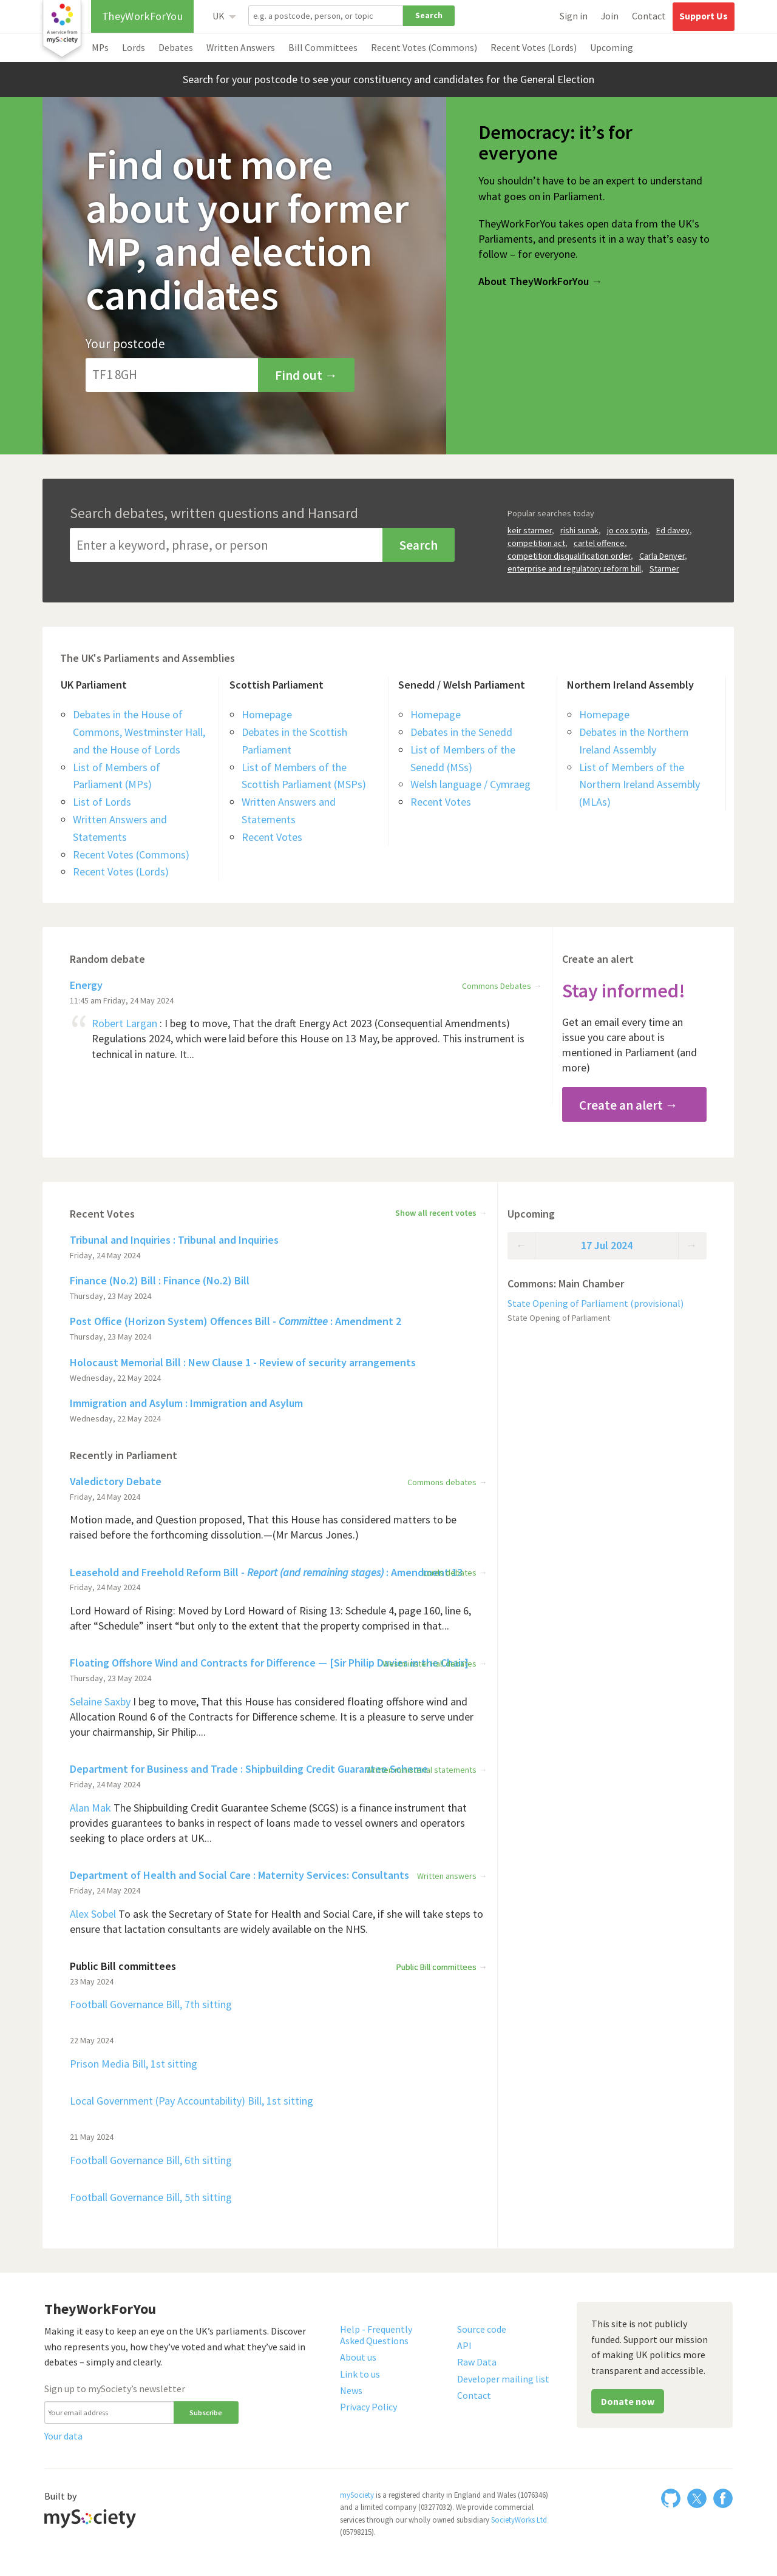 A service from
mySociety
TheyWorkForYou
UK
e.g. a postcode, person, or topic
Search
Sign in
Join
Contact
Support Us
MPs
Lords
Debates
Written Answers
Bill Committees
Recent Votes (Commons)
Recent Votes (Lords)
Upcoming
Search for your postcode to see your constituency and candidates for the General Election
Find out more
about your former
MP, and election
candidates
Your postcode
TF1 8GH
Find out →
Democracy: it’s for
everyone
You shouldn’t have to be an expert to understand
what goes on in Parliament.
TheyWorkForYou takes open data from the UK’s
Parliaments, and presents it in a way that’s easy to
follow – for everyone.
About TheyWorkForYou →
Search debates, written questions and Hansard
Enter a keyword, phrase, or person
Search
Popular searches today
keir starmer, rishi sunak, jo cox syria, Ed davey,
competition act, cartel offence,
competition disqualification order, Carla Denyer,
enterprise and regulatory reform bill, Starmer
The UK's Parliaments and Assemblies
UK Parliament
Debates in the House of
Commons, Westminster Hall,
and the House of Lords
List of Members of
Parliament (MPs)
List of Lords
Written Answers and
Statements
Recent Votes (Commons)
Recent Votes (Lords)
Scottish Parliament
Homepage
Debates in the Scottish
Parliament
List of Members of the
Scottish Parliament (MSPs)
Written Answers and
Statements
Recent Votes
Senedd / Welsh Parliament
Homepage
Debates in the Senedd
List of Members of the
Senedd (MSs)
Welsh language / Cymraeg
Recent Votes
Northern Ireland Assembly
Homepage
Debates in the Northern
Ireland Assembly
List of Members of the
Northern Ireland Assembly
(MLAs)
Random debate
Energy
Commons Debates →
11:45 am Friday, 24 May 2024
“ Robert Largan : I beg to move, That the draft Energy Act 2023 (Consequential Amendments)
Regulations 2024, which were laid before this House on 13 May, be approved. This instrument is
technical in nature. It...
Create an alert
Stay informed!
Get an email every time an
issue you care about is
mentioned in Parliament (and
more)
Create an alert →
Recent Votes
Show all recent votes →
Tribunal and Inquiries : Tribunal and Inquiries
Friday, 24 May 2024
Finance (No.2) Bill : Finance (No.2) Bill
Thursday, 23 May 2024
Post Office (Horizon System) Offences Bill - Committee : Amendment 2
Thursday, 23 May 2024
Holocaust Memorial Bill : New Clause 1 - Review of security arrangements
Wednesday, 22 May 2024
Immigration and Asylum : Immigration and Asylum
Wednesday, 22 May 2024
Upcoming
← 17 Jul 2024 →
Commons: Main Chamber
State Opening of Parliament (provisional)
State Opening of Parliament
Recently in Parliament
Valedictory Debate
Commons debates →
Friday, 24 May 2024
Motion made, and Question proposed, That this House has considered matters to be
raised before the forthcoming dissolution.—(Mr Marcus Jones.)
Leasehold and Freehold Reform Bill - Report (and remaining stages) : Amendment 13
Friday, 24 May 2024
Lord Howard of Rising: Moved by Lord Howard of Rising 13: Schedule 4, page 160, line 6,
after “Schedule” insert “but only to the extent that the property comprised in that...
Floating Offshore Wind and Contracts for Difference — [Sir Philip Davies in the Chair]
Thursday, 23 May 2024
Selaine Saxby I beg to move, That this House has considered floating offshore wind and
Allocation Round 6 of the Contracts for Difference scheme. It is a pleasure to serve under
your chairmanship, Sir Philip....
Department for Business and Trade : Shipbuilding Credit Guarantee Scheme
statements →
Friday, 24 May 2024
Alan Mak The Shipbuilding Credit Guarantee Scheme (SCGS) is a finance instrument that
provides guarantees to banks in respect of loans made to vessel owners and operators
seeking to place orders at UK...
Department of Health and Social Care : Maternity Services: Consultants
Written answers →
Friday, 24 May 2024
Alex Sobel To ask the Secretary of State for Health and Social Care, if she will take steps to
ensure that lactation consultants are widely available on the NHS.
Public Bill committees
Public Bill committees →
23 May 2024
Football Governance Bill, 7th sitting
22 May 2024
Prison Media Bill, 1st sitting
Local Government (Pay Accountability) Bill, 1st sitting
21 May 2024
Football Governance Bill, 6th sitting
Football Governance Bill, 5th sitting
TheyWorkForYou
Making it easy to keep an eye on the UK’s parliaments. Discover
who represents you, how they’ve voted and what they’ve said in
debates – simply and clearly.
Sign up to mySociety’s newsletter
Your email address
Subscribe
Your data
Help - Frequently
Asked Questions
About us
Link to us
News
Privacy Policy
Source code
API
Raw Data
Developer mailing list
Contact
This site is not publicly
funded. Support our mission
of making UK politics more
transparent and accessible.
Donate now
Built by
mySociety
mySociety is a registered charity in England and Wales (1076346)
and a limited company (03277032). We provide commercial
services through our wholly owned subsidiary SocietyWorks Ltd
(05798215).